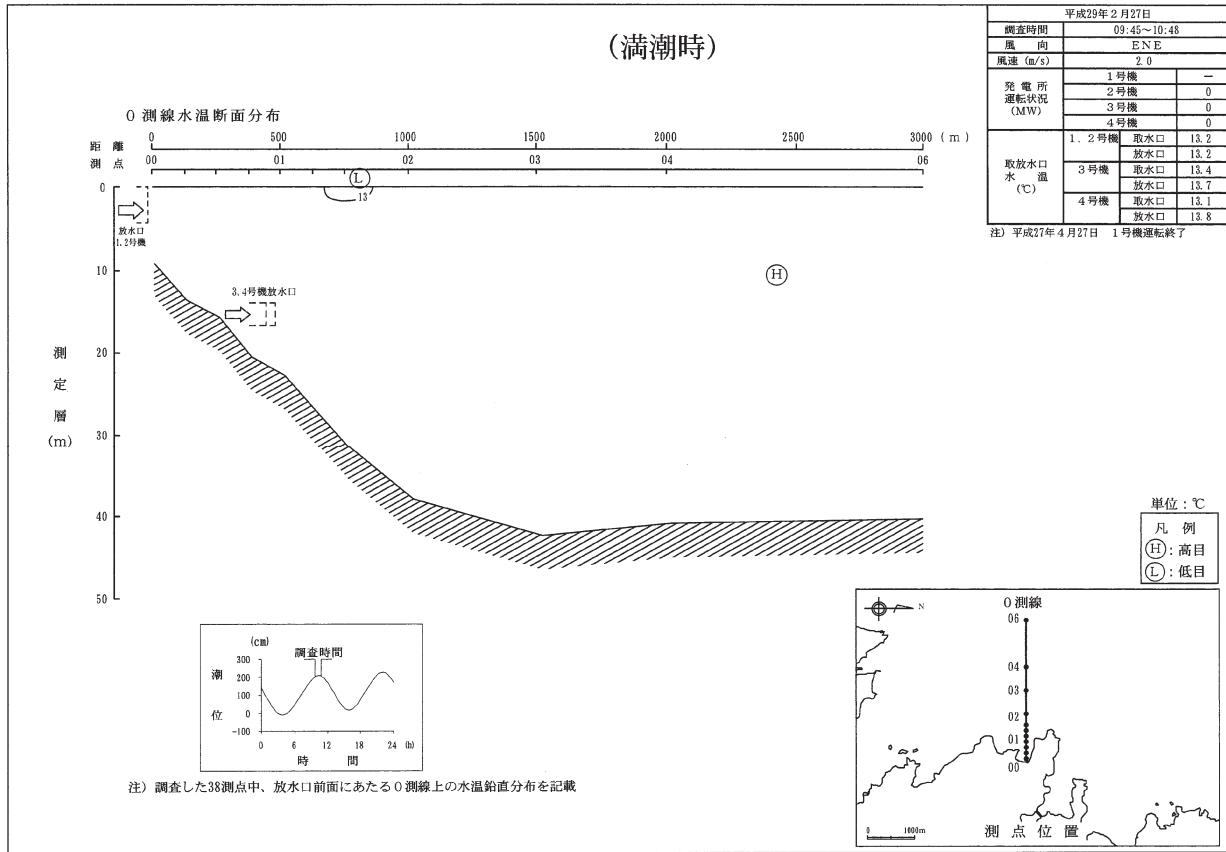 (満潮時)
平成29年2月27日
調査時間 09:45～10:48
風 向 ENE
風速 (m/s) 2.0
発電所運転状況(MW) 1号機 －
2号機 0
3号機 0
4号機 0
取放水口水温(℃) 1.2号機 取水口 13.2
放水口 13.2
3号機 取水口 13.4
放水口 13.7
4号機 取水口 13.1
放水口 13.8
注) 平成27年4月27日 1号機運転終了
0測線水温断面分布
距離 0 500 1000 1500 2000 2500 3000 (m)
測点 00 01 02 03 04 06
L
0
13
放水口
1.2号機
10
H
3.4号機放水口
20
30
40
50
測定層(m)
単位:℃
凡 例
H:高目
L:低目
(cm)
調査時間
潮位
300
200
100
0
-100
0 6 12 18 24 (h)
時 間
注) 調査した38測点中、放水口前面にあたる0測線上の水温鉛直分布を記載
N
0測線
06
04
03
02
01
00
0 1000m
測点位置